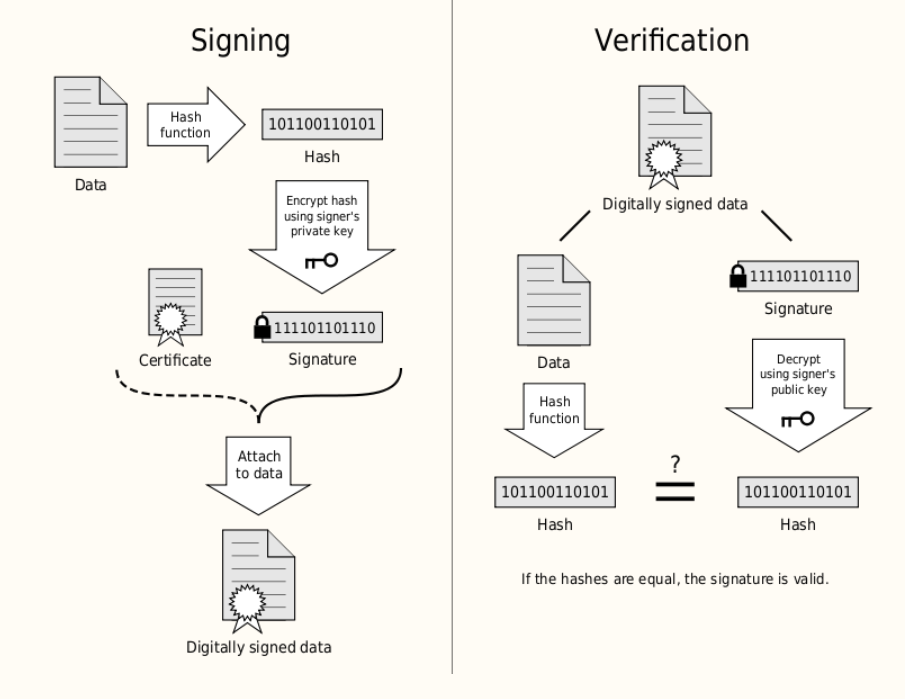 Signing
Data
Hash
function
101100110101
Hash
Encrypt hash
using signer's
private key
Certificate
111101101110
Signature
Attach
to data
Digitally signed data
Verification
Digitally signed data
Data
111101101110
Signature
Hash
function
Decrypt
using signer's
public key
101100110101
Hash
?
=
101100110101
Hash
If the hashes are equal, the signature is valid.